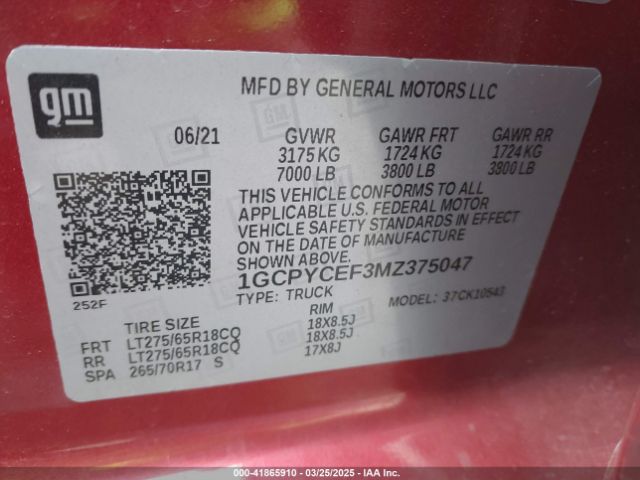 gm
MFD BY GENERAL MOTORS LLC
06/21 GVWR GAWR FRT GAWR RR
3175 KG 1724 KG 1724 KG
7000 LB 3800 LB 3800 LB
THIS VEHICLE CONFORMS TO ALL
APPLICABLE U.S. FEDERAL MOTOR
VEHICLE SAFETY STANDARDS IN EFFECT
ON THE DATE OF MANUFACTURE
SHOWN ABOVE.
252F
1GCPYCEF3MZ375047
TYPE: TRUCK MODEL: 37CK10543
TIRE SIZE RIM
FRT LT275/65R18CQ 18X8.5J
RR LT275/65R18CQ 18X8.5J
SPA 265/70R17 S 17X8J
000-41865910 - 03/25/2025 - IAA Inc.